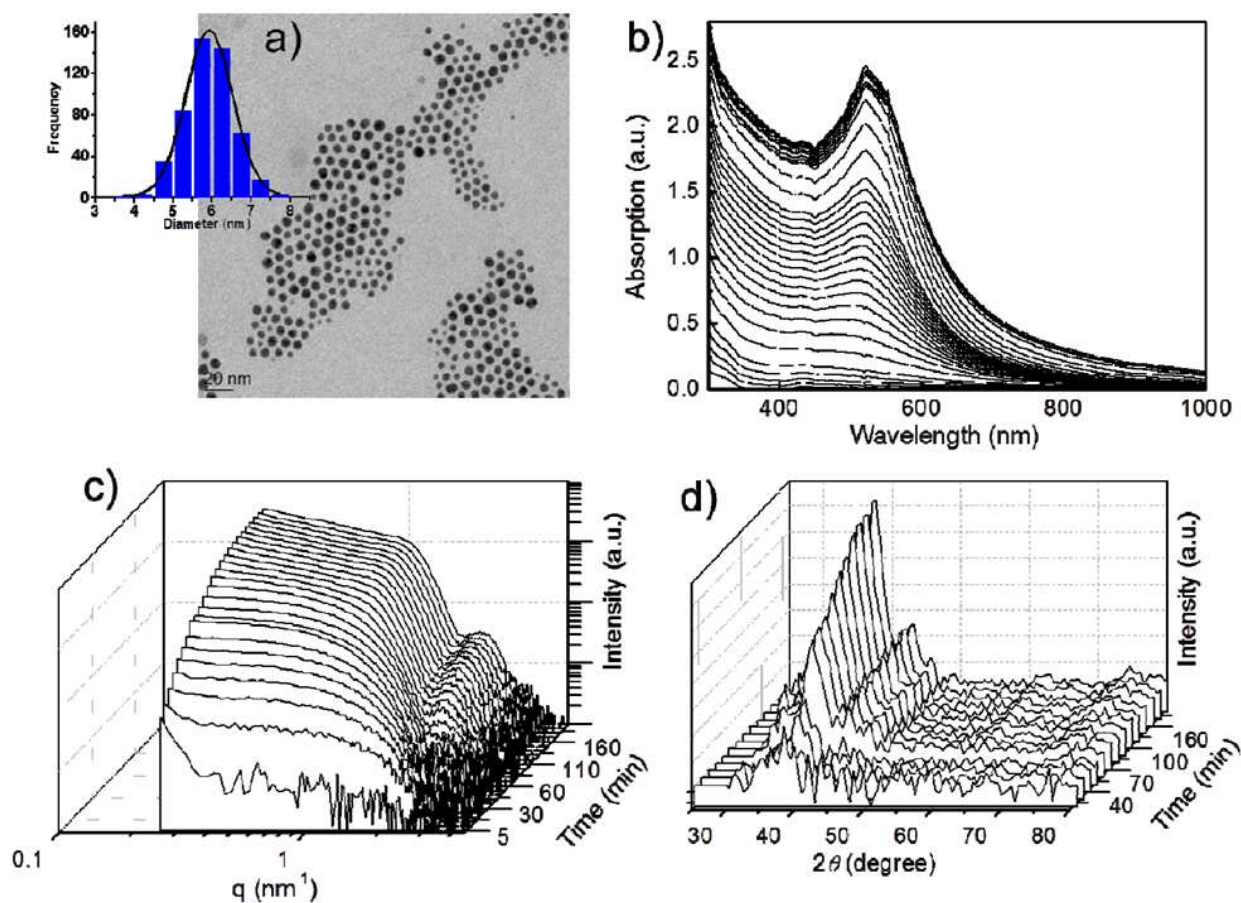 a)
160
120
80
40
0
Frequency
3 4 5 6 7 8
Diameter (nm)
20 nm
b)
2.5
2.0
1.5
1.0
0.5
0.0
Absorption (a.u.)
400 600 800 1000
Wavelength (nm)
c)
Intensity (a.u.)
160
110
60
30
5
Time (min)
0.1 1
q (nm¹)
d)
Intensity (a.u.)
160
100
70
40
Time (min)
30 40 50 60 70 80
2θ (degree)